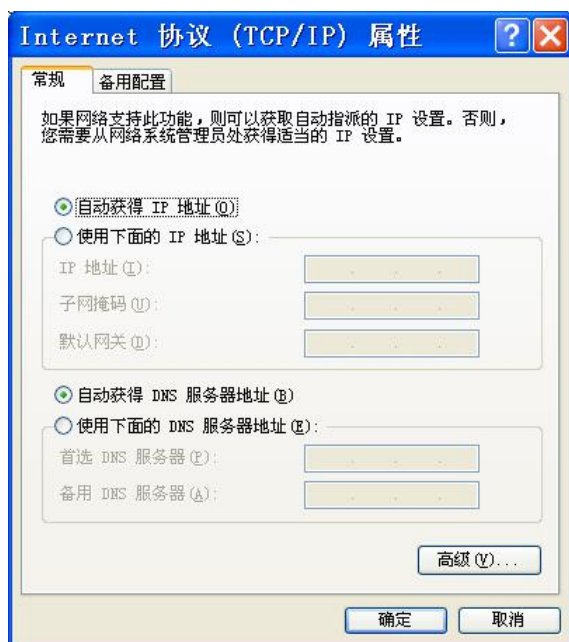 Internet 协议 (TCP/IP) 属性
常规 备用配置
如果网络支持此功能，则可以获取自动指派的 IP 设置。否则，
您需要从网络系统管理员处获得适当的 IP 设置。
自动获得 IP 地址(O)
使用下面的 IP 地址(S):
IP 地址(I):
子网掩码(U):
默认网关(D):
自动获得 DNS 服务器地址(B)
使用下面的 DNS 服务器地址(E):
首选 DNS 服务器(P):
备用 DNS 服务器(A):
高级(V)...
确定 取消